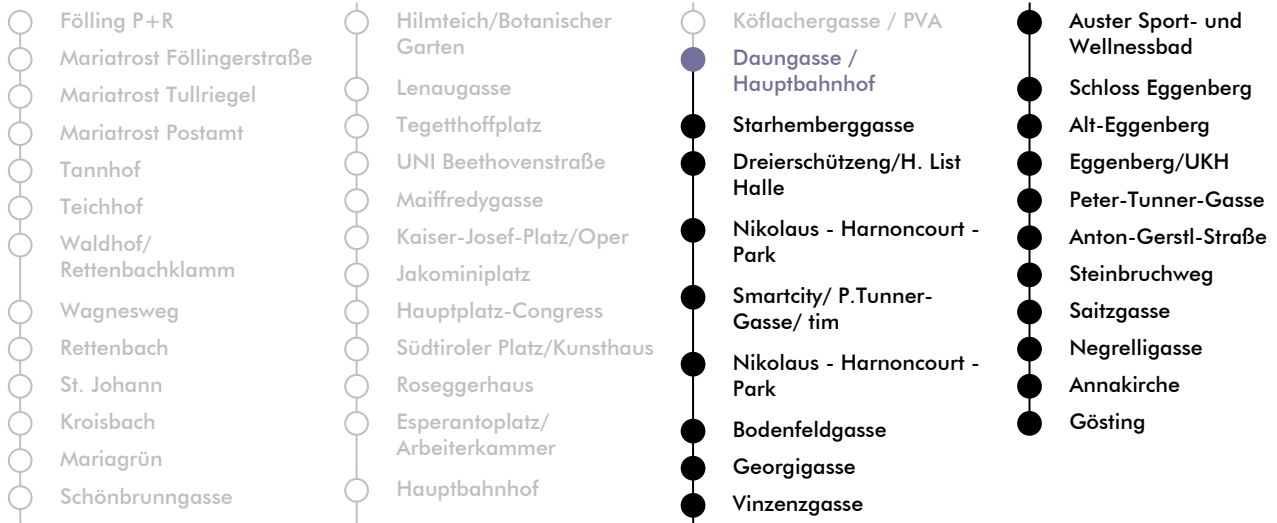 Fölling P+R
Mariatrost Föllingerstraße
Mariatrost Tullriegel
Mariatrost Postamt
Tannhof
Teichhof
Waldhof/
Rettenbachklamm
Wagnesweg
Rettenbach
St. Johann
Kroisbach
Mariagrün
Schönbrunngasse
Hilmteich/Botanischer
Garten
Lenaugasse
Tegetthoffplatz
UNI Beethovenstraße
Maiffredygasse
Kaiser-Josef-Platz/Oper
Jakominiplatz
Hauptplatz-Congress
Südtiroler Platz/Kunsthaus
Roseggerhaus
Esperantoplatz/
Arbeiterkammer
Hauptbahnhof
Köflachergasse / PVA
Daungasse /
Hauptbahnhof
Starhemberggasse
Dreierschützeng/H. List
Halle
Nikolaus - Harnoncourt -
Park
Smartcity/ P.Tunner-
Gasse/ tim
Nikolaus - Harnoncourt -
Park
Bodenfeldgasse
Georgigasse
Vinzenzgasse
Auster Sport- und
Wellnessbad
Schloss Eggenberg
Alt-Eggenberg
Eggenberg/UKH
Peter-Tunner-Gasse
Anton-Gerstl-Straße
Steinbruchweg
Saitzgasse
Negrelligasse
Annakirche
Gösting